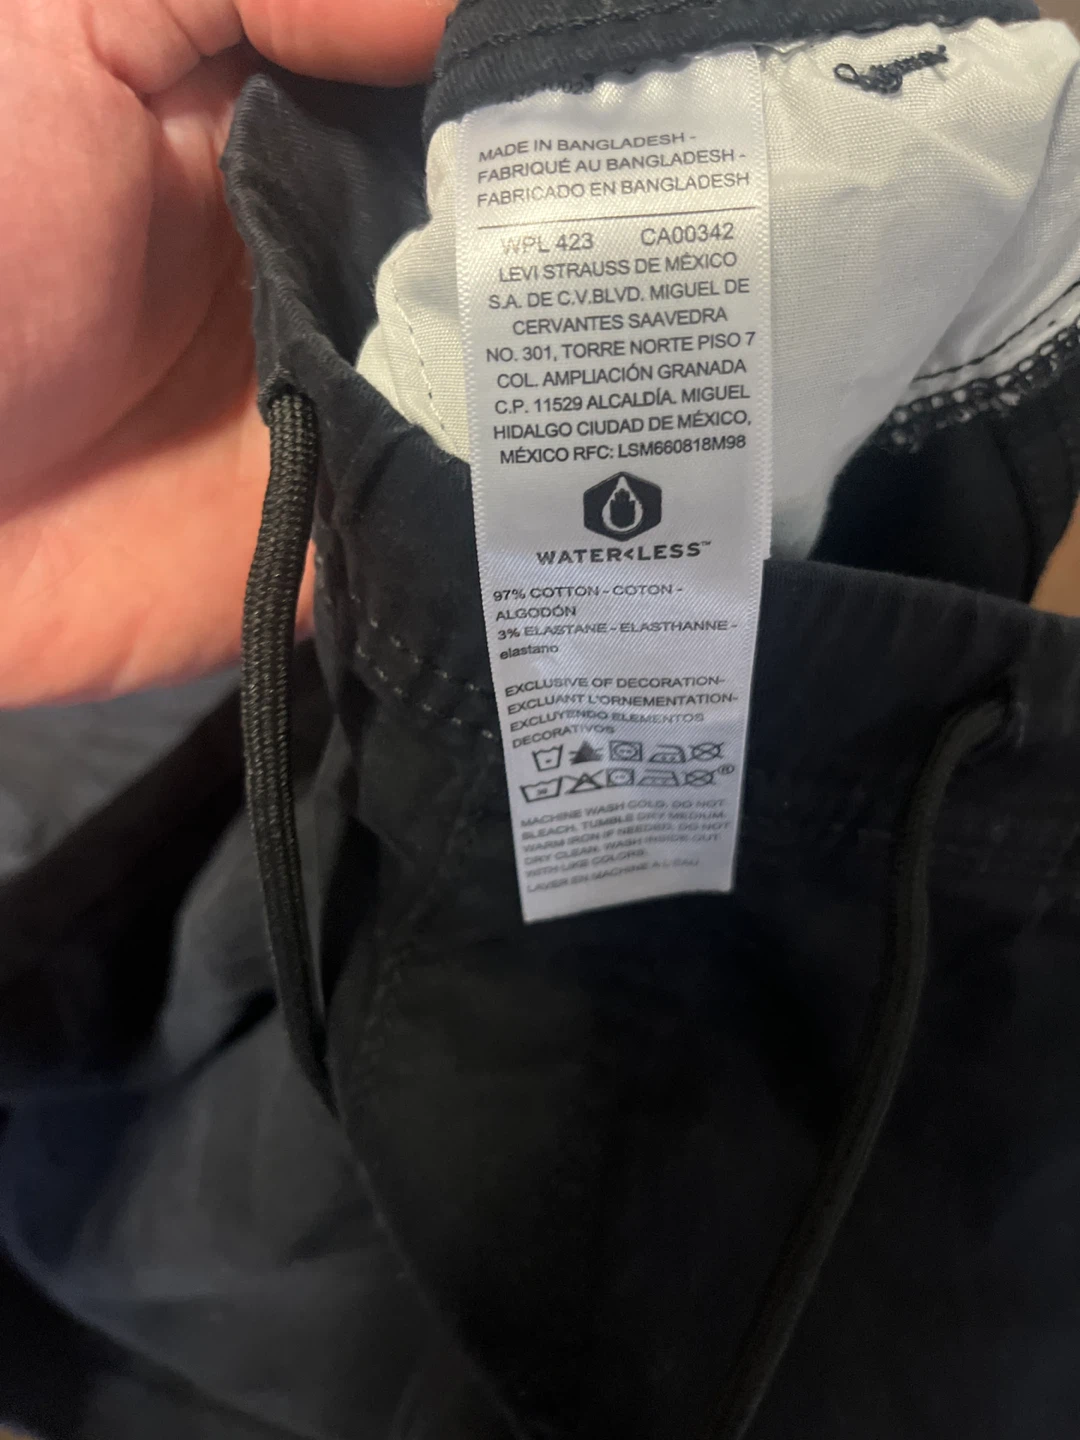 MADE IN BANGLADESH -
FABRIQUÉ AU BANGLADESH -
FABRICADO EN BANGLADESH
WPL 423 CA00342
LEVI STRAUSS DE MÉXICO
S.A. DE C.V.BLVD. MIGUEL DE
CERVANTES SAAVEDRA
NO. 301, TORRE NORTE PISO 7
COL. AMPLIACIÓN GRANADA
C.P. 11529 ALCALDÍA. MIGUEL
HIDALGO CIUDAD DE MÉXICO,
MÉXICO RFC: LSM660818M98
WATER<LESS™
97% COTTON - COTON -
ALGODÓN
3% ELASTANE - ELASTHANNE -
elastano
EXCLUSIVE OF DECORATION-
EXCLUANT L'ORNEMENTATION-
EXCLUYENDO ELEMENTOS
DECORATIVOS
MACHINE WASH COLD. DO NOT
BLEACH. TUMBLE DRY MEDIUM.
WARM IRON IF NEEDED. DO NOT
DRY CLEAN. WASH INSIDE OUT
WITH LIKE COLORS.
LAVER EN MACHINE A L'EAU